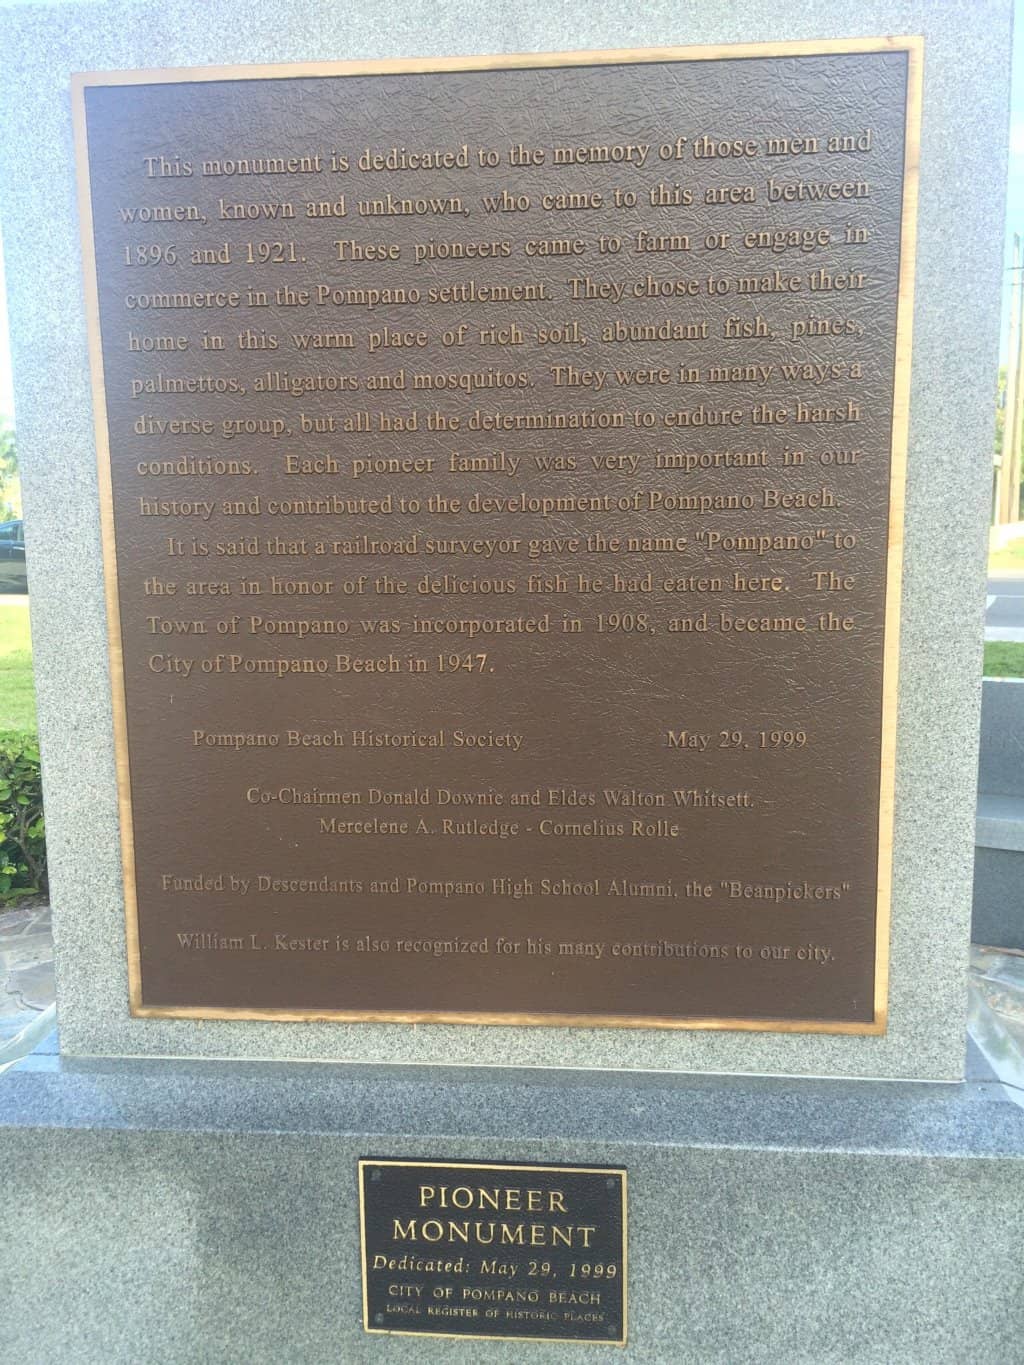 This monument is dedicated to the memory of those men and
women, known and unknown, who came to this area between
1896 and 1921. These pioneers came to farm or engage in
commerce in the Pompano settlement. They chose to make their
home in this warm place of rich soil, abundant fish, pines,
palmettos, alligators and mosquitos. They were in many ways a
diverse group, but all had the determination to endure the harsh
conditions. Each pioneer family was very important in our
history and contributed to the development of Pompano Beach.
It is said that a railroad surveyor gave the name "Pompano" to
the area in honor of the delicious fish he had eaten here. The
Town of Pompano was incorporated in 1908, and became the
City of Pompano Beach in 1947.
Pompano Beach Historical Society May 29, 1999
Co-Chairmen Donald Downie and Eldes Walton Whitsett.
Mercelene A. Rutledge - Cornelius Rolle
Funded by Descendants and Pompano High School Alumni, the "Beanpickers"
William L. Kester is also recognized for his many contributions to our city.
PIONEER
MONUMENT
Dedicated: May 29, 1999
CITY OF POMPANO BEACH
LOCAL REGISTER OF HISTORIC PLACES